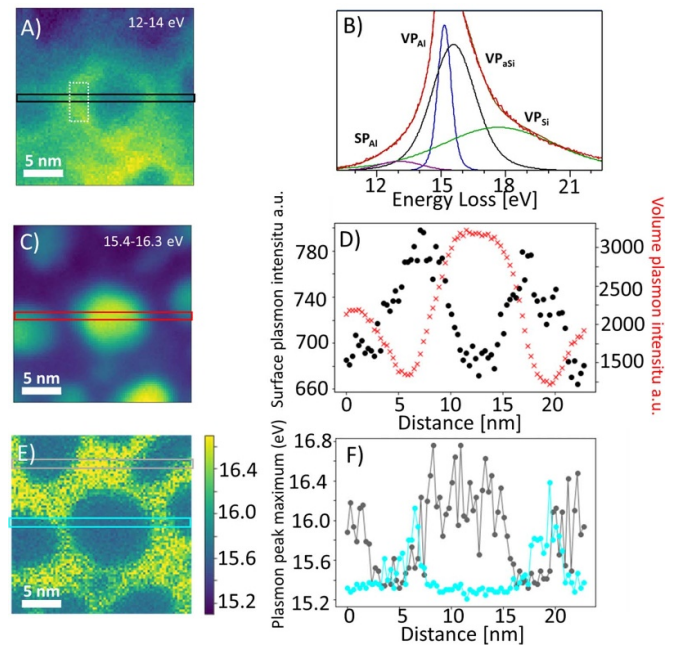 A)
12-14 eV
5 nm
B)
VPAl
VPaSi
VPSi
SPAl
12 15 18 21
Energy Loss [eV]
C)
15.4-16.3 eV
5 nm
D)
Surface plasmon intensitu a.u.
780
740
700
660
Volume plasmon intensitu a.u.
3000
2500
2000
1500
0 5 10 15 20
Distance [nm]
E)
5 nm
16.4
16.0
15.6
15.2
F)
Plasmon peak maximum (eV)
16.8
16.4
16.0
15.6
15.2
0 5 10 15 20
Distance [nm]